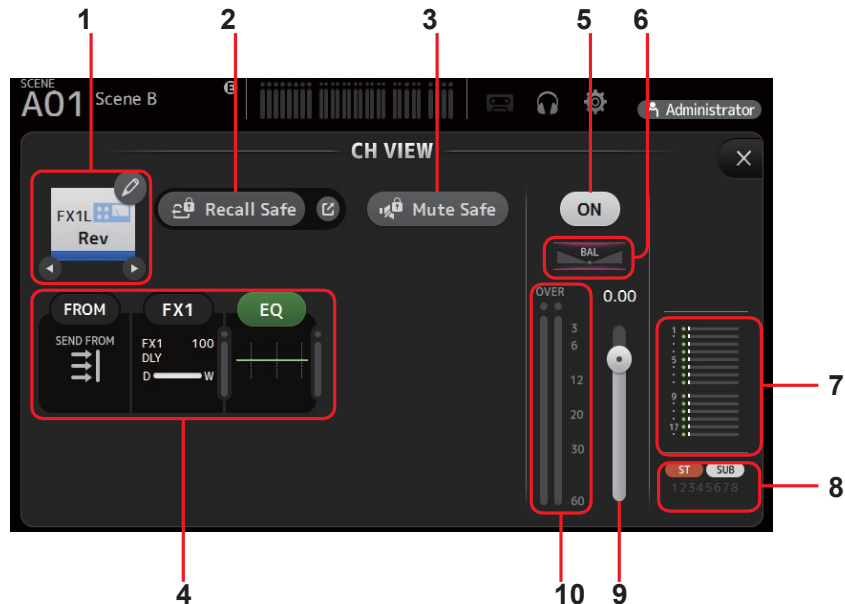 1 2 3 5 6
SCENE
A01 Scene B E
Administrator
CH VIEW
FX1L
Rev
Recall Safe
Mute Safe
ON
BAL
FROM FX1 EQ
SEND FROM
FX1 100
DLY
D W
OVER 0.00
3
6
12
20
30
60
1
5
9
17
7
ST SUB
12345678
8
4 10 9